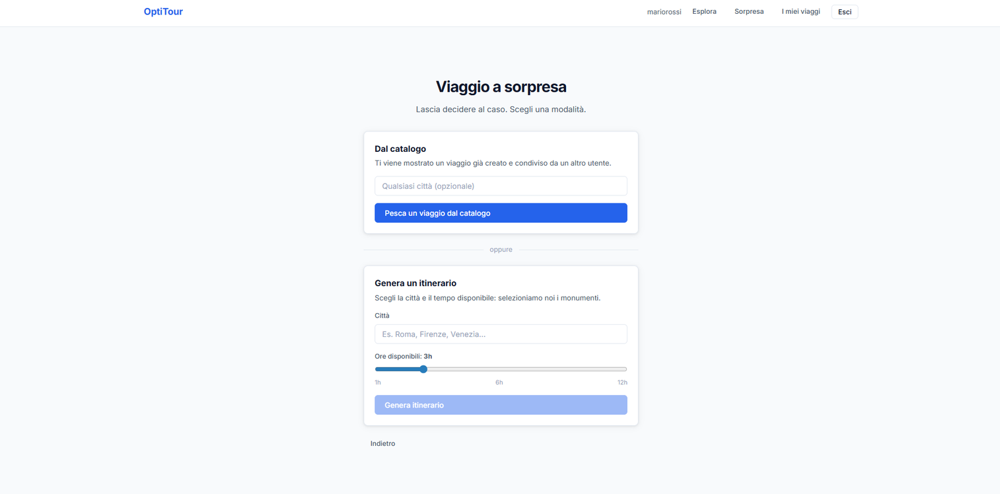 OptiTour
mariorossi Esplora Sorpresa I miei viaggi Esci
Viaggio a sorpresa
Lascia decidere al caso. Scegli una modalità.
Dal catalogo
Ti viene mostrato un viaggio già creato e condiviso da un altro utente.
Qualsiasi città (opzionale)
Pesca un viaggio dal catalogo
oppure
Genera un itinerario
Scegli la città e il tempo disponibile: selezioniamo noi i monumenti.
Città
Es. Roma, Firenze, Venezia...
Ore disponibili: 3h
1h 6h 12h
Genera itinerario
Indietro